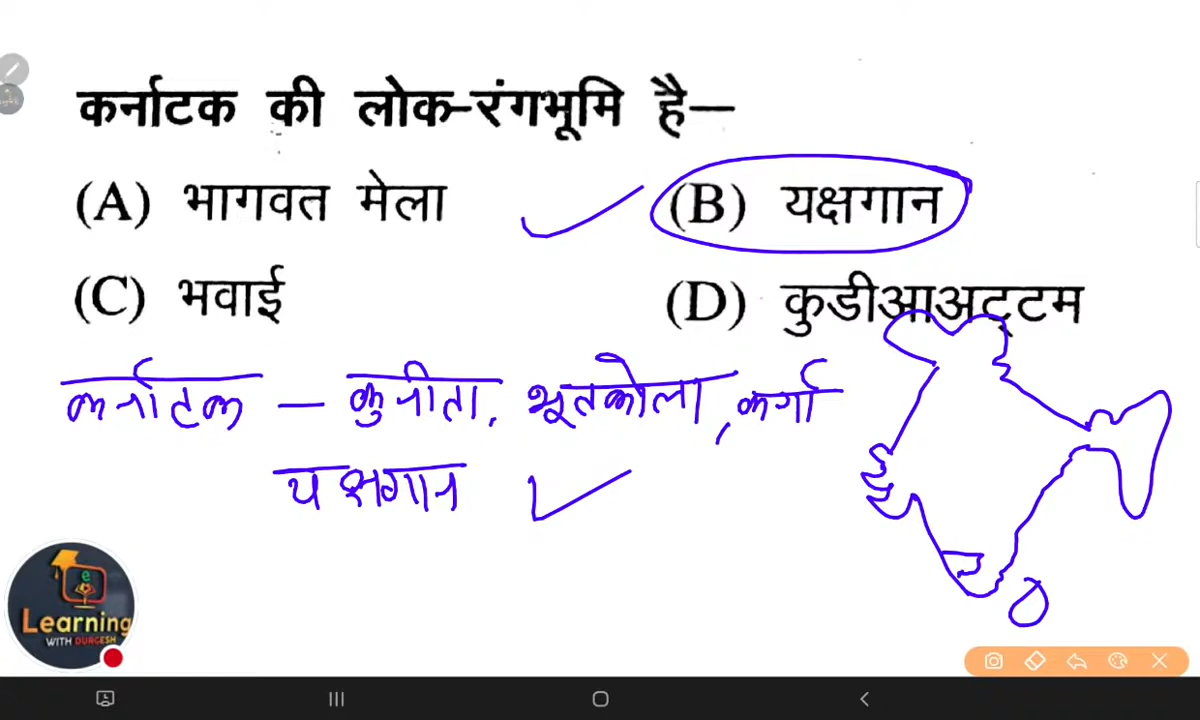 कर्नाटक की लोक-रंगभूमि है—
(A) भागवत मेला (B) यक्षगान
(C) भवाई (D) कुडीआअट्टम
कर्नाटक — कुनीता, भूतकोला, कर्गा
यक्षगान
e
Learning
WITH DURGESH